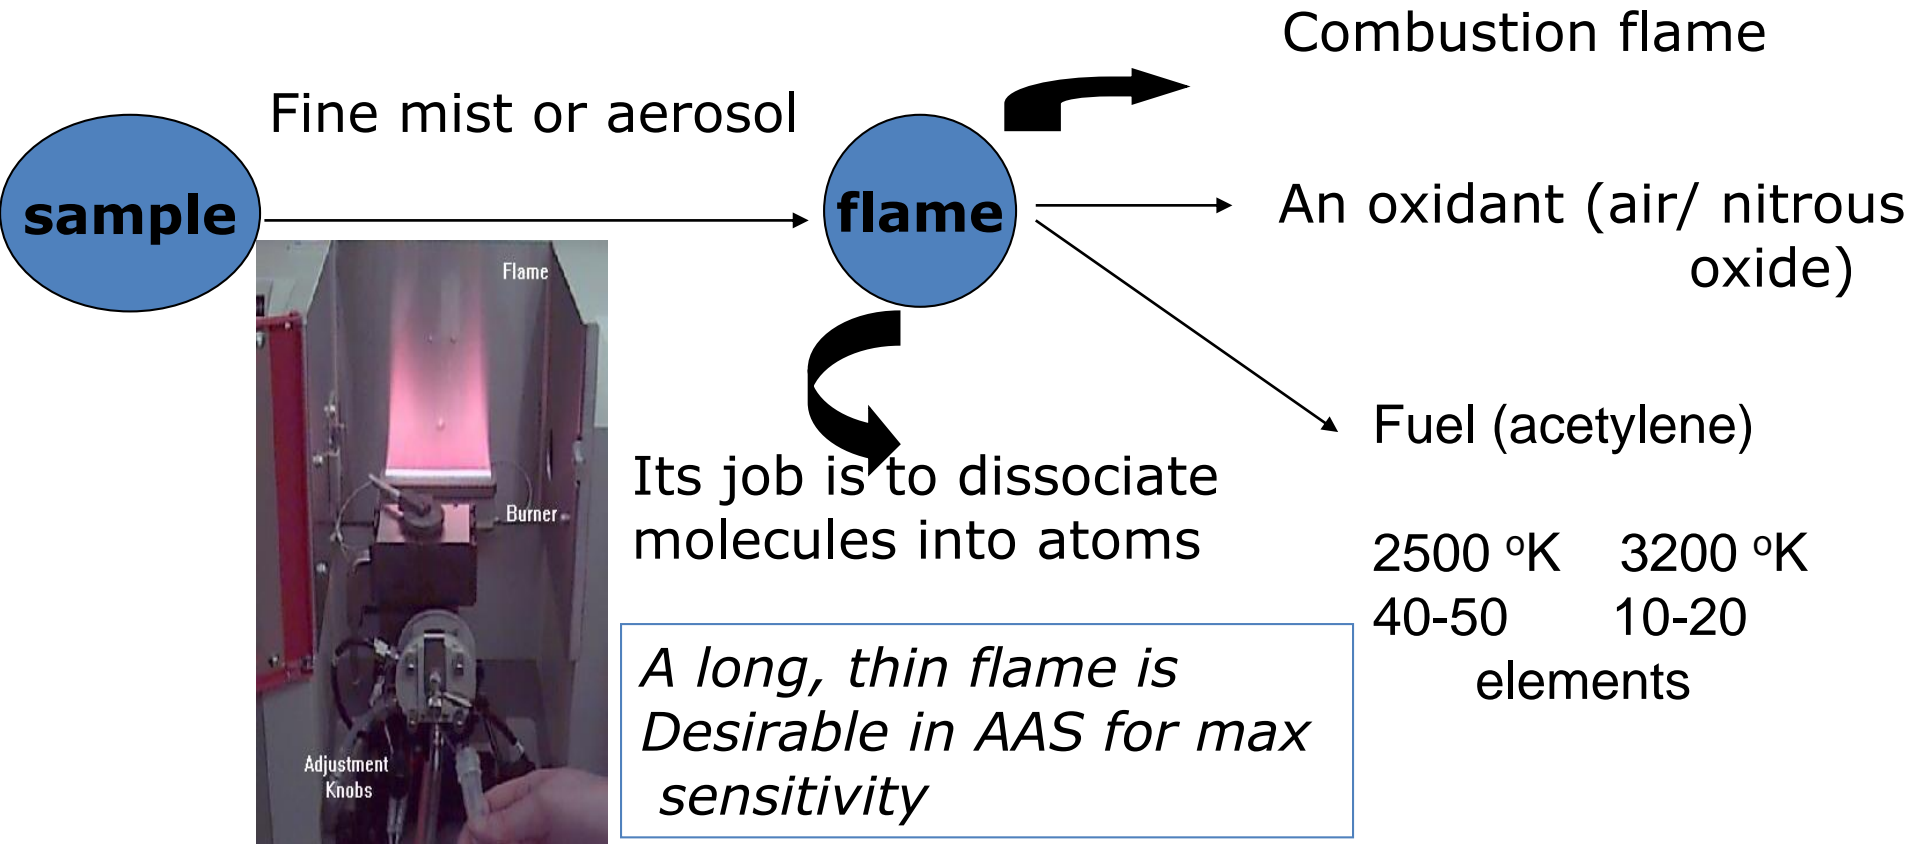 Combustion flame
Fine mist or aerosol
sample
flame
An oxidant (air/ nitrous
oxide)
Flame
Burner
Adjustment
Knobs
Its job is to dissociate
molecules into atoms
Fuel (acetylene)
2500 ºK 3200 ºK
40-50 10-20
elements
A long, thin flame is
Desirable in AAS for max
sensitivity